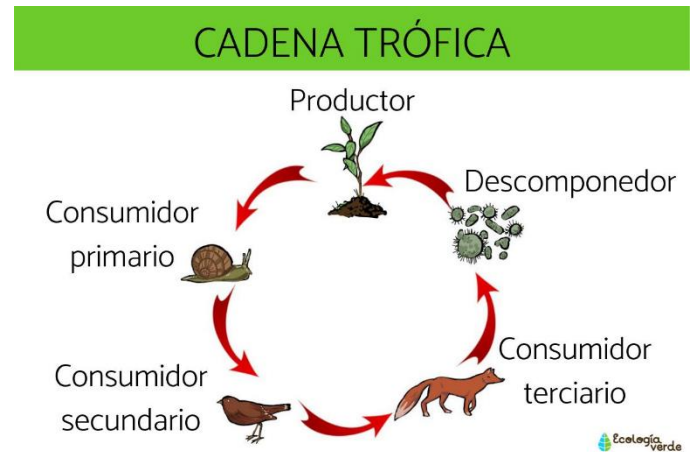 CADENA TRÓFICA
Productor
Descomponedor
Consumidor
primario
Consumidor
terciario
Consumidor
secundario
Ecología
verde